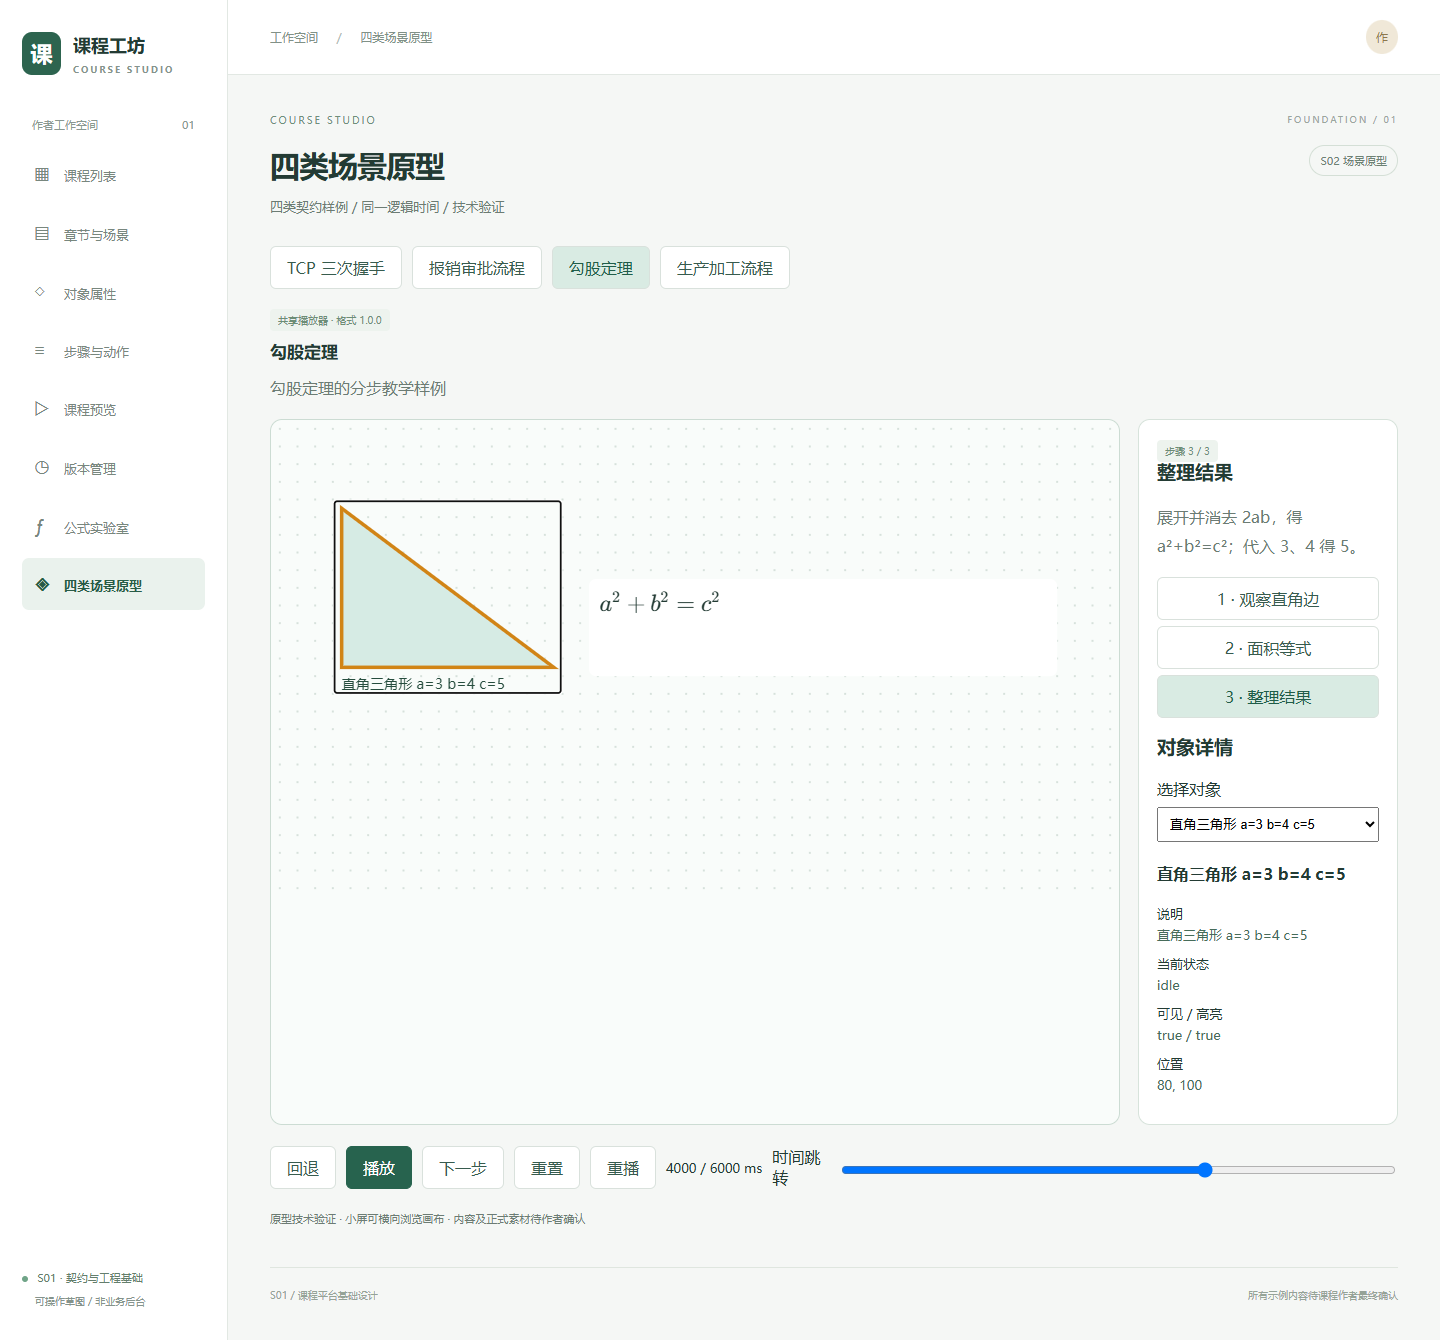 课
课程工坊
COURSE STUDIO
作者工作空间 01
课程列表
章节与场景
对象属性
步骤与动作
课程预览
版本管理
公式实验室
四类场景原型
S01 · 契约与工程基础
可操作草图 / 非业务后台
工作空间 / 四类场景原型
作
COURSE STUDIO
FOUNDATION / 01
四类场景原型
S02 场景原型
四类契约样例 / 同一逻辑时间 / 技术验证
TCP 三次握手 报销审批流程 勾股定理 生产加工流程
共享播放器 · 格式 1.0.0
勾股定理
勾股定理的分步教学样例
直角三角形 a=3 b=4 c=5
a² + b² = c²
步骤 3 / 3
整理结果
展开并消去 2ab，得
a²+b²=c²；代入 3、4 得 5。
1 · 观察直角边
2 · 面积等式
3 · 整理结果
对象详情
选择对象
直角三角形 a=3 b=4 c=5
直角三角形 a=3 b=4 c=5
说明
直角三角形 a=3 b=4 c=5
当前状态
idle
可见 / 高亮
true / true
位置
80, 100
回退 播放 下一步 重置 重播 4000 / 6000 ms 时间跳
转
原型技术验证 · 小屏可横向浏览画布 · 内容及正式素材待作者确认
S01 / 课程平台基础设计
所有示例内容待课程作者最终确认